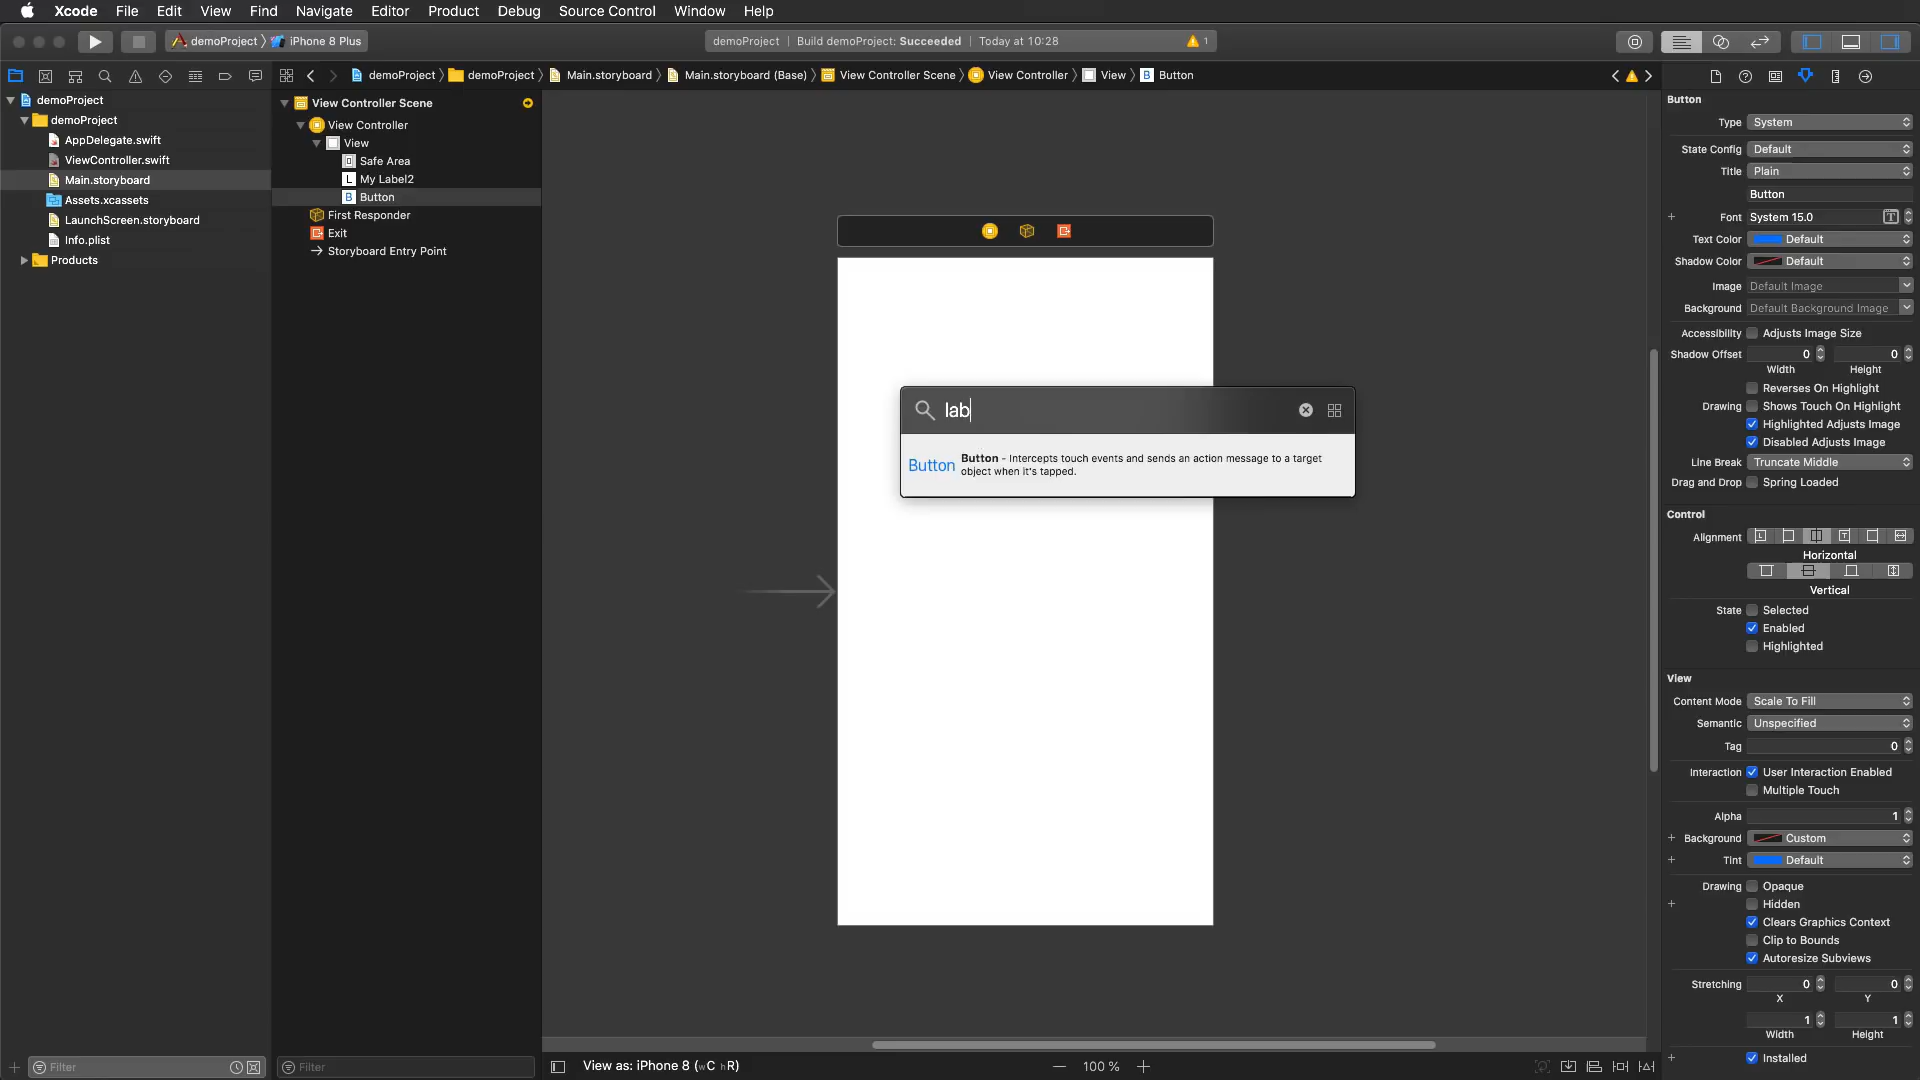 Xcode File Edit View Find Navigate Editor Product Debug Source Control Window Help
demoProject iPhone 8 Plus
demoProject | Build demoProject: Succeeded | Today at 10:28
1
demoProject demoProject Main.storyboard Main.storyboard (Base) View Controller Scene View Controller View B Button
demoProject
demoProject
AppDelegate.swift
ViewController.swift
Main.storyboard
Assets.xcassets
LaunchScreen.storyboard
Info.plist
Products
Filter
View Controller Scene
View Controller
View
Safe Area
L My Label2
B Button
First Responder
Exit
Storyboard Entry Point
Filter
lab
Button
Button - Intercepts touch events and sends an action message to a target
object when it's tapped.
View as: iPhone 8 (wC hR)
100 %
Button
Type System
State Config Default
Title Plain
Button
Font System 15.0
Text Color Default
Shadow Color Default
Image Default Image
Background Default Background Image
Accessibility Adjusts Image Size
Shadow Offset 0 0
Width Height
Reverses On Highlight
Drawing Shows Touch On Highlight
Highlighted Adjusts Image
Disabled Adjusts Image
Line Break Truncate Middle
Drag and Drop Spring Loaded
Control
Alignment
Horizontal
Vertical
State Selected
Enabled
Highlighted
View
Content Mode Scale To Fill
Semantic Unspecified
Tag 0
Interaction User Interaction Enabled
Multiple Touch
Alpha 1
Background Custom
Tint Default
Drawing Opaque
Hidden
Clears Graphics Context
Clip to Bounds
Autoresize Subviews
Stretching 0 0
X Y
1 1
Width Height
Installed